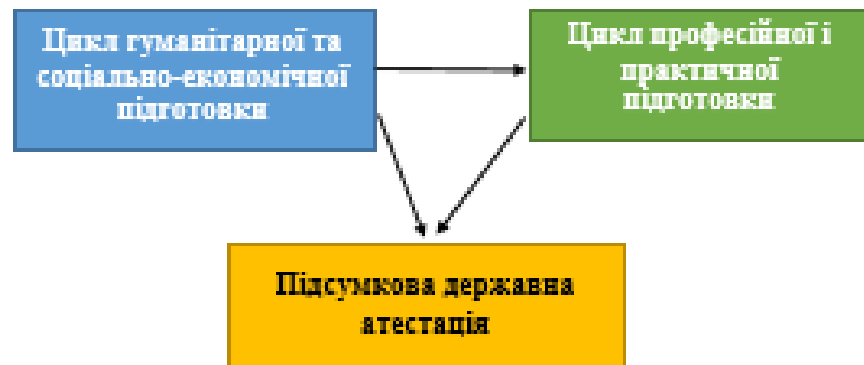 Цикл гуманітарної та
соціально-економічної
підготовки
Цикл професійної і
практичної
підготовки
Підсумкова державна
атестація